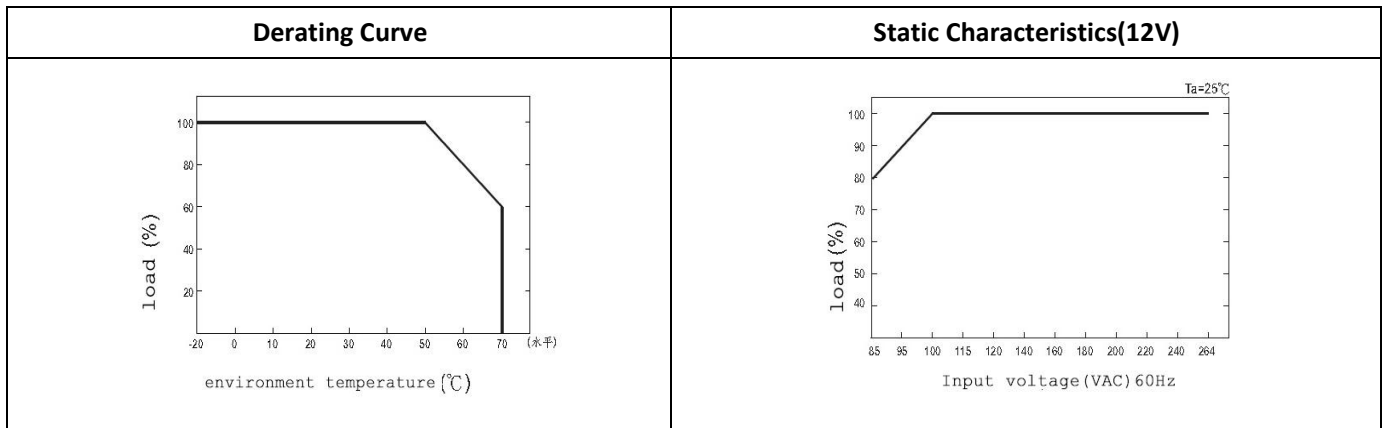 Derating Curve
Static Characteristics(12V)
100
80
60
40
20
load (%)
-20 0 10 20 30 40 50 60 70 (水平)
environment temperature(℃)
Ta=25℃
100
90
80
70
60
50
40
load(%)
85 95 100 115 120 140 160 180 200 220 240 264
Input voltage(VAC)60Hz